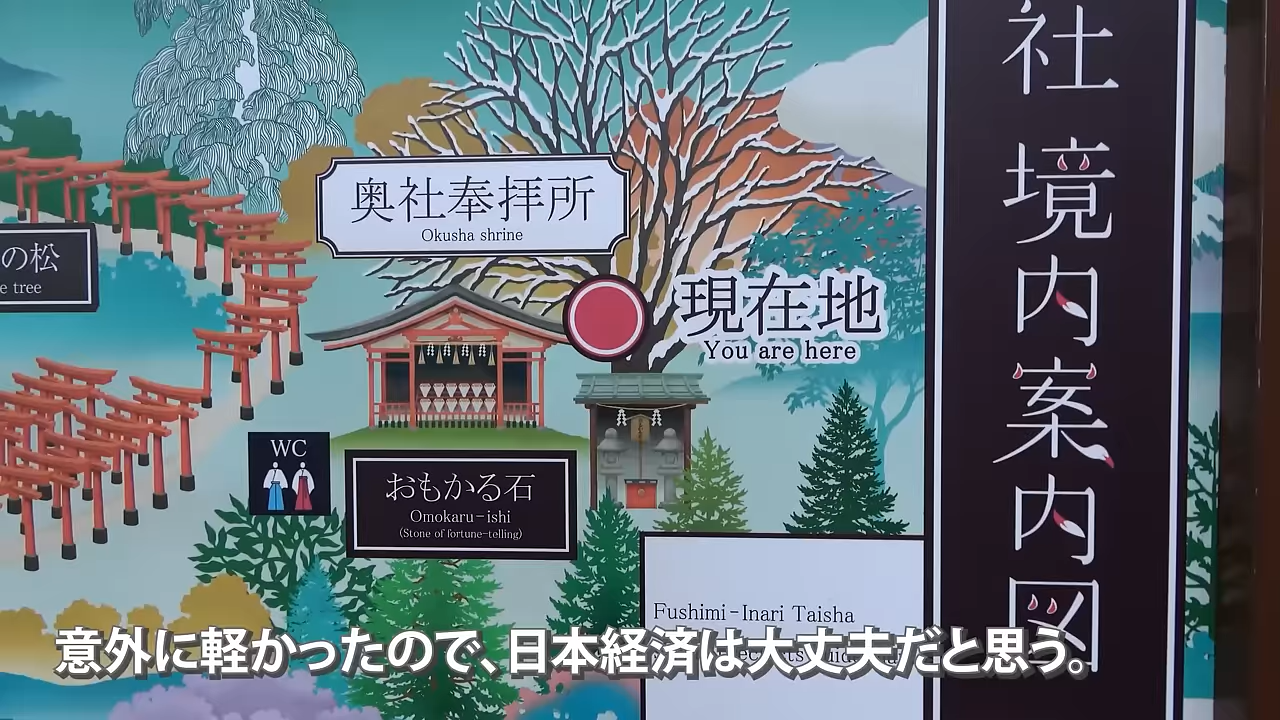 社境内案内図
奥社奉拝所
Okusha shrine
の松
e tree
現在地
You are here
WC
おもかる石
Omokaru-ishi
(Stone of fortune-telling)
Fushimi-Inari Taisha
意外に軽かったので、日本経済は大丈夫だと思う。